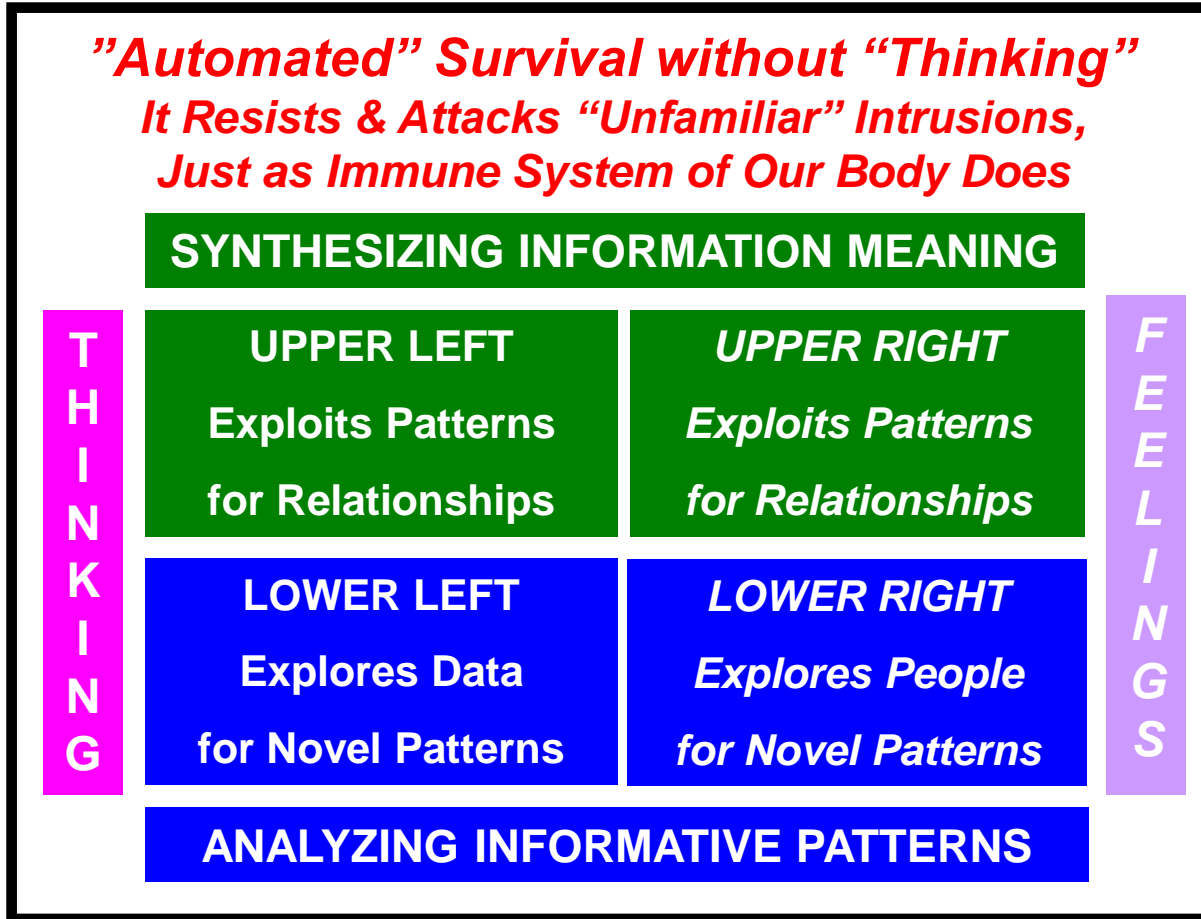 ”Automated” Survival without “Thinking”
It Resists & Attacks “Unfamiliar” Intrusions,
Just as Immune System of Our Body Does
SYNTHESIZING INFORMATION MEANING
THINKING
UPPER LEFT
Exploits Patterns
for Relationships
UPPER RIGHT
Exploits Patterns
for Relationships
FEELINGS
LOWER LEFT
Explores Data
for Novel Patterns
LOWER RIGHT
Explores People
for Novel Patterns
ANALYZING INFORMATIVE PATTERNS